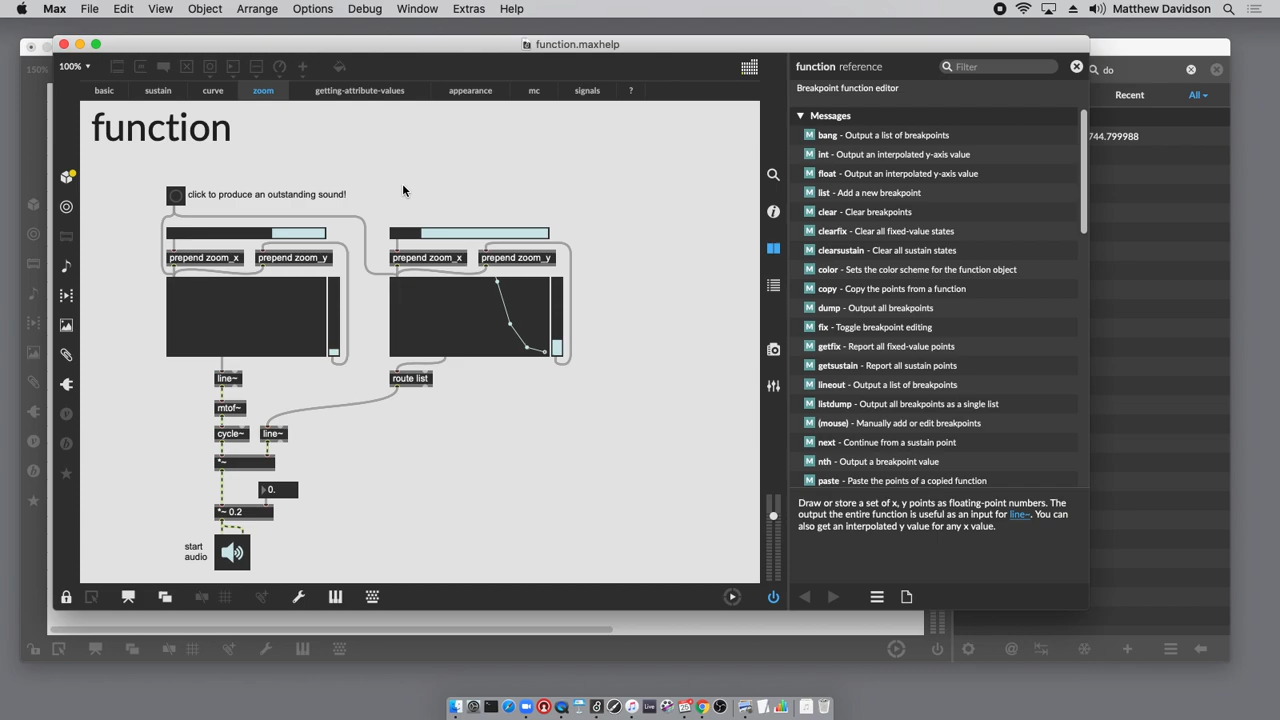 Max File Edit View Object Arrange Options Debug Window Extras Help Matthew Davidson
function.maxhelp
150%
do
100%
function reference
Filter
basic sustain curve zoom getting-attribute-values appearance mc signals ?
Breakpoint function editor
Recent All
function
Messages
bang - Output a list of breakpoints
744.799988
int - Output an interpolated y-axis value
float - Output an interpolated y-axis value
click to produce an outstanding sound!
list - Add a new breakpoint
clear - Clear breakpoints
clearfix - Clear all fixed-value states
clearsustain - Clear all sustain states
prepend zoom_x prepend zoom_y prepend zoom_x prepend zoom_y
color - Sets the color scheme for the function object
copy - Copy the points from a function
dump - Output all breakpoints
fix - Toggle breakpoint editing
getfix - Report all fixed-value points
getsustain - Report all sustain points
line~ route list
lineout - Output a list of breakpoints
listdump - Output all breakpoints as a single list
mtof~
(mouse) - Manually add or edit breakpoints
cycle~ line~
next - Continue from a sustain point
*~
nth - Output a breakpoint value
paste - Paste the points of a copied function
0.
*~ 0.2
Draw or store a set of x, y points as floating-point numbers. The
output the entire function is useful as an input for line~. You can
also get an interpolated y value for any x value.
start
audio
Live